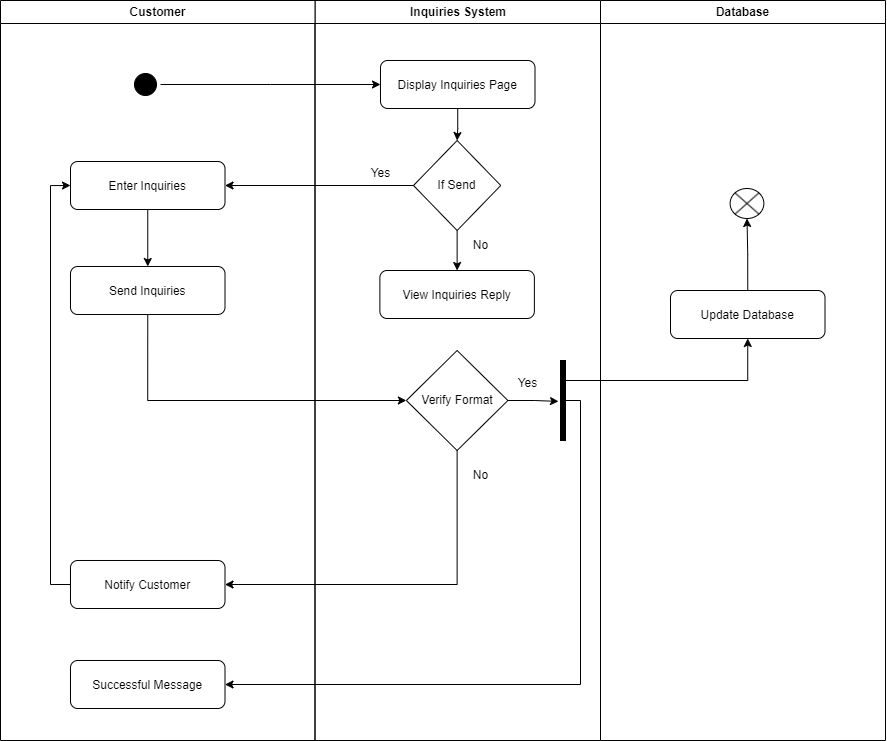 Customer
Inquiries System
Database
Display Inquiries Page
Yes
If Send
Enter Inquiries
No
Send Inquiries
View Inquiries Reply
Update Database
Yes
Verify Format
No
Notify Customer
Successful Message